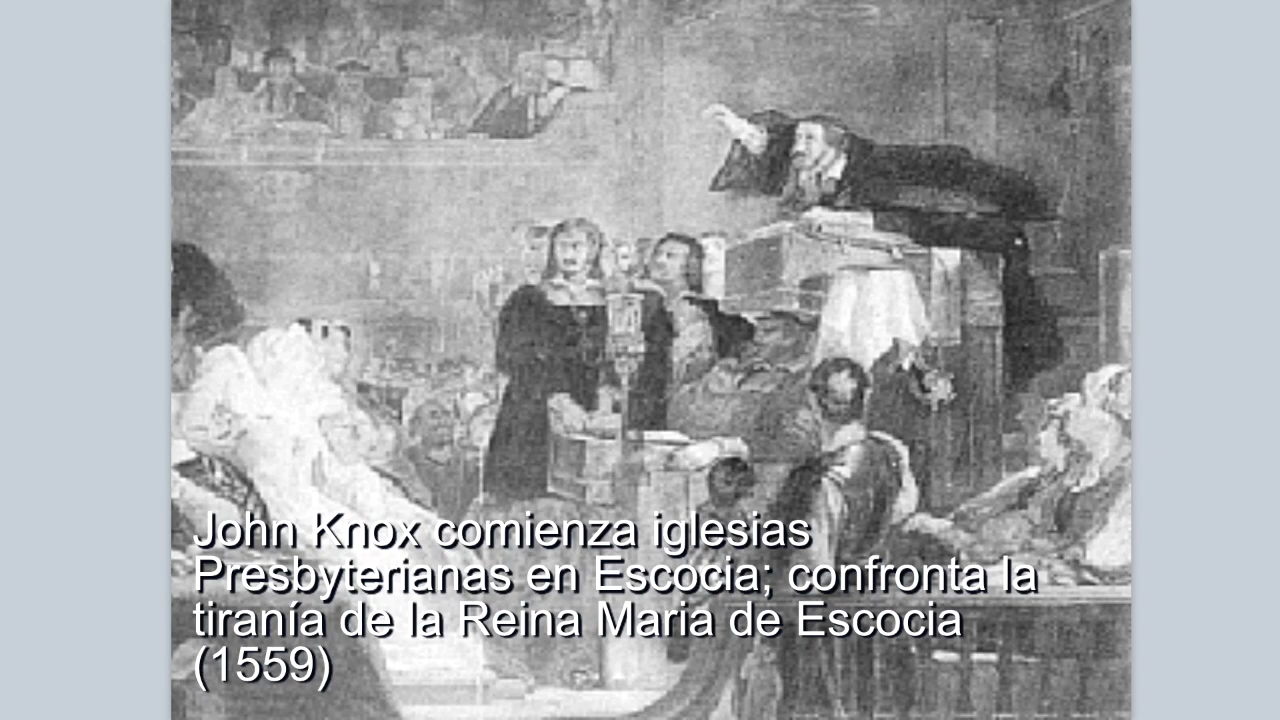 John Knox comienza iglesias
Presbyterianas en Escocia; confronta la
tiranía de la Reina Maria de Escocia
(1559)